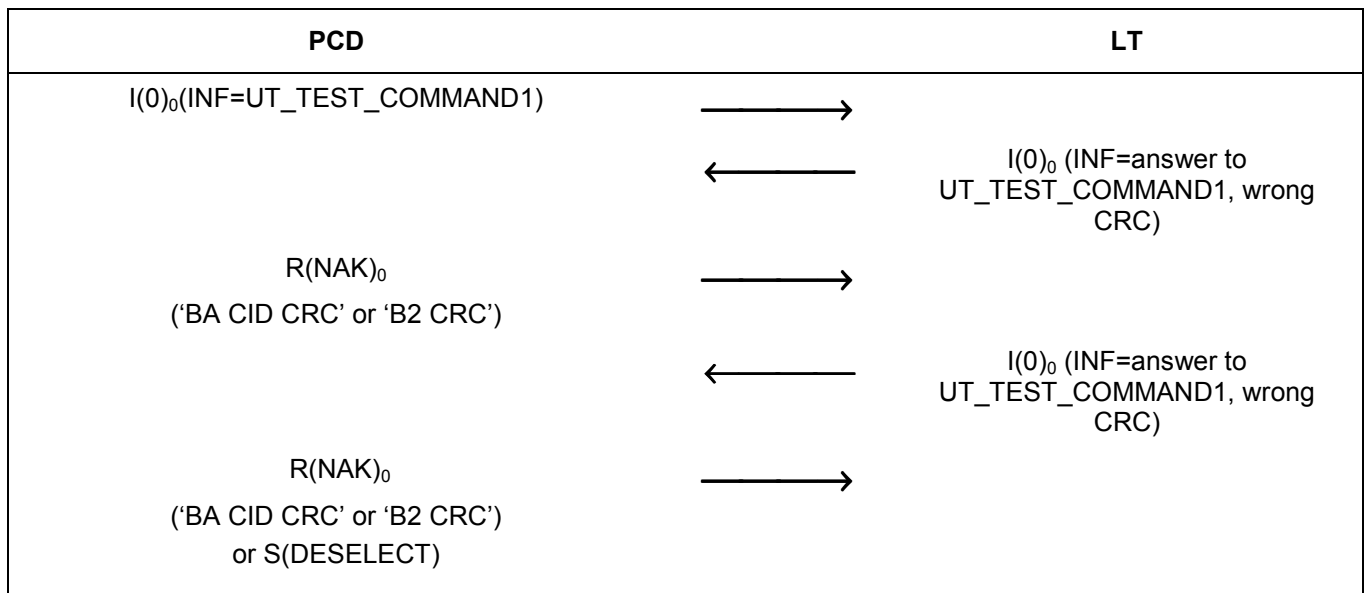 PCD LT
I(0)₀(INF=UT_TEST_COMMAND1)
I(0)₀ (INF=answer to
UT_TEST_COMMAND1, wrong
CRC)
R(NAK)₀
(‘BA CID CRC’ or ‘B2 CRC’)
I(0)₀ (INF=answer to
UT_TEST_COMMAND1, wrong
CRC)
R(NAK)₀
(‘BA CID CRC’ or ‘B2 CRC’)
or S(DESELECT)